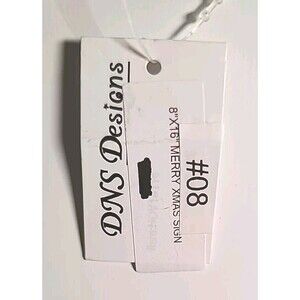 DNS Designs
#08
8"X16" MERRY XMAS SIGN